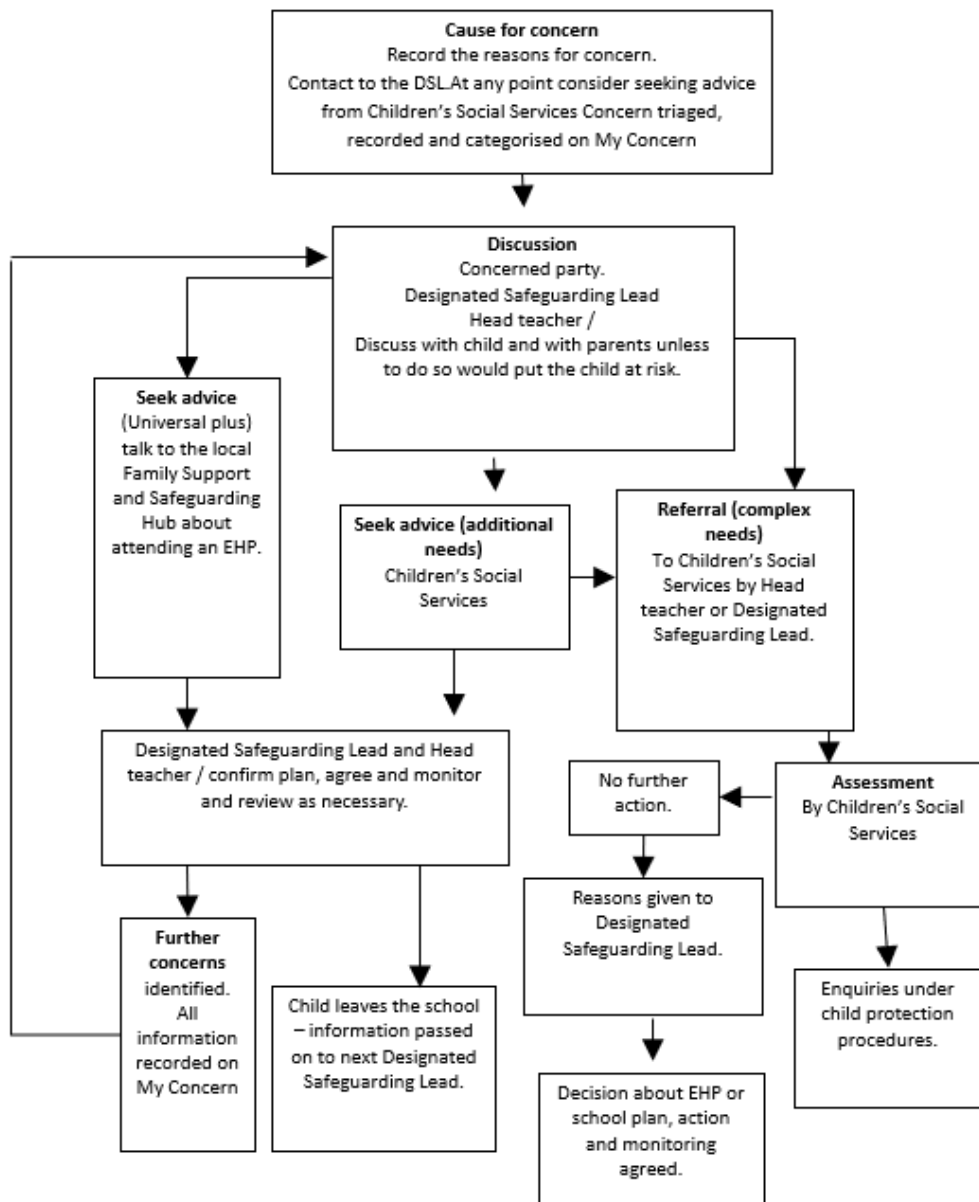 Cause for concern
Record the reasons for concern.
Contact to the DSL.At any point consider seeking advice
from Children's Social Services Concern triaged,
recorded and categorised on My Concern
Discussion
Concerned party.
Designated Safeguarding Lead
Head teacher /
Discuss with child and with parents unless
to do so would put the child at risk.
Seek advice
(Universal plus)
talk to the local
Family Support
and Safeguarding
Hub about
attending an EHP.
Seek advice (additional
needs)
Children's Social
Services
Referral (complex
needs)
To Children's Social
Services by Head
teacher or Designated
Safeguarding Lead.
Designated Safeguarding Lead and Head
teacher / confirm plan, agree and monitor
and review as necessary.
No further
action.
Assessment
By Children's Social
Services
Reasons given to
Designated
Safeguarding Lead.
Further
concerns
identified.
All
information
recorded on
My Concern
Child leaves the school
– information passed
on to next Designated
Safeguarding Lead.
Enquiries under
child protection
procedures.
Decision about EHP or
school plan, action
and monitoring
agreed.